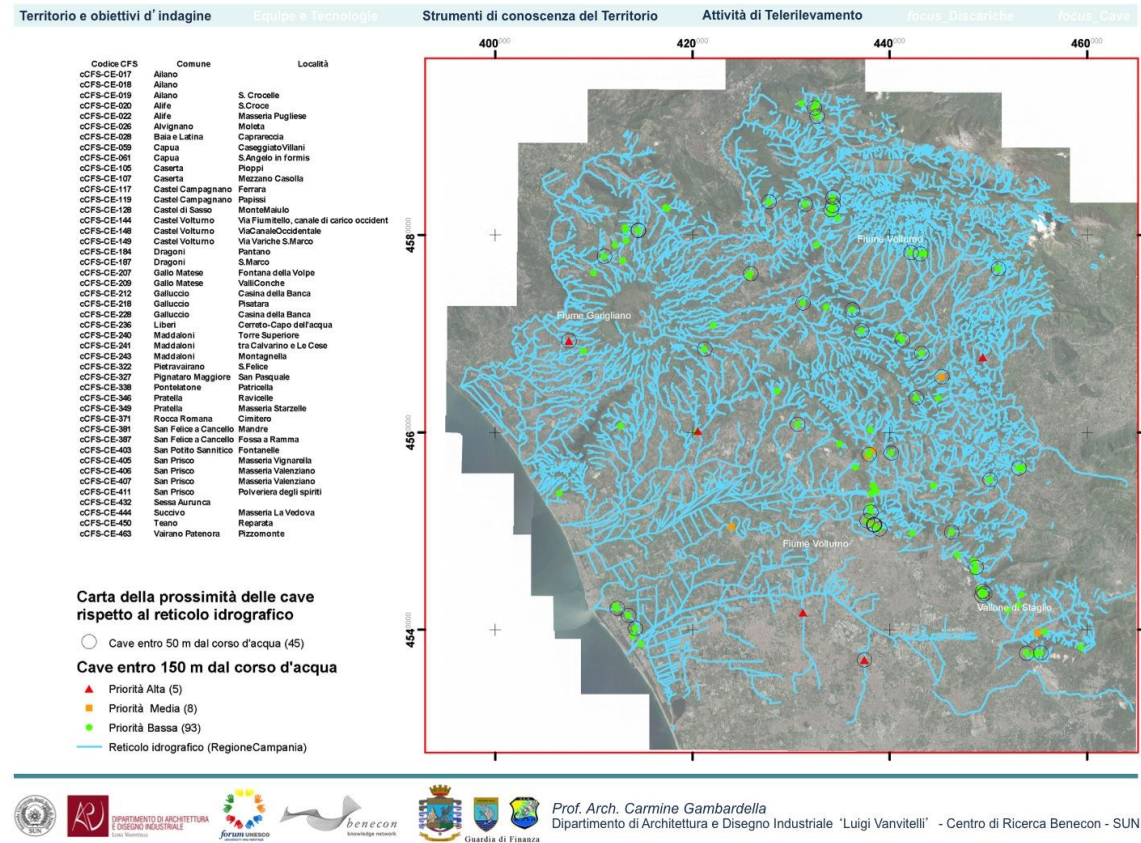 Territorio e obiettivi d'indagine Equipe e Tecnologie Strumenti di conoscenza del Territorio Attività di Telerilevamento focus_Discariche focus_Cave
400000 420000 440000 460000
Codice CFS Comune Località
cCFS-CE-017 Ailano
cCFS-CE-018 Ailano
cCFS-CE-019 Ailano S. Crocelle
cCFS-CE-020 Alife S.Croce
cCFS-CE-022 Alife Masseria Pugliese
cCFS-CE-026 Alvignano Moleta
cCFS-CE-028 Baia e Latina Caprareccia
cCFS-CE-059 Capua CaseggiatoVillani
cCFS-CE-061 Capua S.Angelo in formis
cCFS-CE-105 Caserta Pioppi
cCFS-CE-107 Caserta Mezzano Casolla
cCFS-CE-117 Castel Campagnano Ferrara
cCFS-CE-119 Castel Campagnano Papissi
cCFS-CE-128 Castel di Sasso MonteMaiulo
cCFS-CE-144 Castel Volturno Via Fiumitello, canale di carico occident
cCFS-CE-148 Castel Volturno ViaCanaleOccidentale
cCFS-CE-149 Castel Volturno Via Variche S.Marco
cCFS-CE-184 Dragoni Pantano
cCFS-CE-187 Dragoni S.Marco
cCFS-CE-207 Gallo Matese Fontana della Volpe
cCFS-CE-209 Gallo Matese ValliConche
cCFS-CE-212 Galluccio Casina della Banca
cCFS-CE-218 Galluccio Pisatara
cCFS-CE-228 Galluccio Casina della Banca
cCFS-CE-236 Liberi Cerreto-Capo dell'acqua
cCFS-CE-240 Maddaloni Torre Superiore
cCFS-CE-241 Maddaloni tra Calvarino e Le Cese
cCFS-CE-243 Maddaloni Montagnella
cCFS-CE-322 Pietravairano S.Felice
cCFS-CE-327 Pignataro Maggiore San Pasquale
cCFS-CE-338 Pontelatone Patricella
cCFS-CE-346 Pratella Ravicelle
cCFS-CE-349 Pratella Masseria Starzelle
cCFS-CE-371 Rocca Romana Cimitero
cCFS-CE-381 San Felice a Cancello Mandre
cCFS-CE-387 San Felice a Cancello Fossa a Ramma
cCFS-CE-403 San Potito Sannitico Fontanelle
cCFS-CE-405 San Prisco Masseria Vignarella
cCFS-CE-406 San Prisco Masseria Valenziano
cCFS-CE-407 San Prisco Masseria Valenziano
cCFS-CE-411 San Prisco Polveriera degli spiriti
cCFS-CE-432 Sessa Aurunca
cCFS-CE-444 Succivo Masseria La Vedova
cCFS-CE-450 Teano Reparata
cCFS-CE-463 Vairano Patenora Pizzomonte
4580000
4560000
4540000
Fiume Volturno
Fiume Garigliano
Fiume Volturno
Vallone di Staglio
Carta della prossimità delle cave
rispetto al reticolo idrografico
Cave entro 50 m dal corso d'acqua (45)
Cave entro 150 m dal corso d'acqua
Priorità Alta (5)
Priorità Media (8)
Priorità Bassa (93)
Reticolo idrografico (RegioneCampania)
SUN
DIPARTIMENTO DI ARCHITETTURA
E DISEGNO INDUSTRIALE
LUIGI VANVITELLI
forum UNESCO
UNIVERSITY AND HERITAGE
benecon
knowledge network
Guardia di Finanza
Prof. Arch. Carmine Gambardella
Dipartimento di Architettura e Disegno Industriale 'Luigi Vanvitelli' - Centro di Ricerca Benecon - SUN